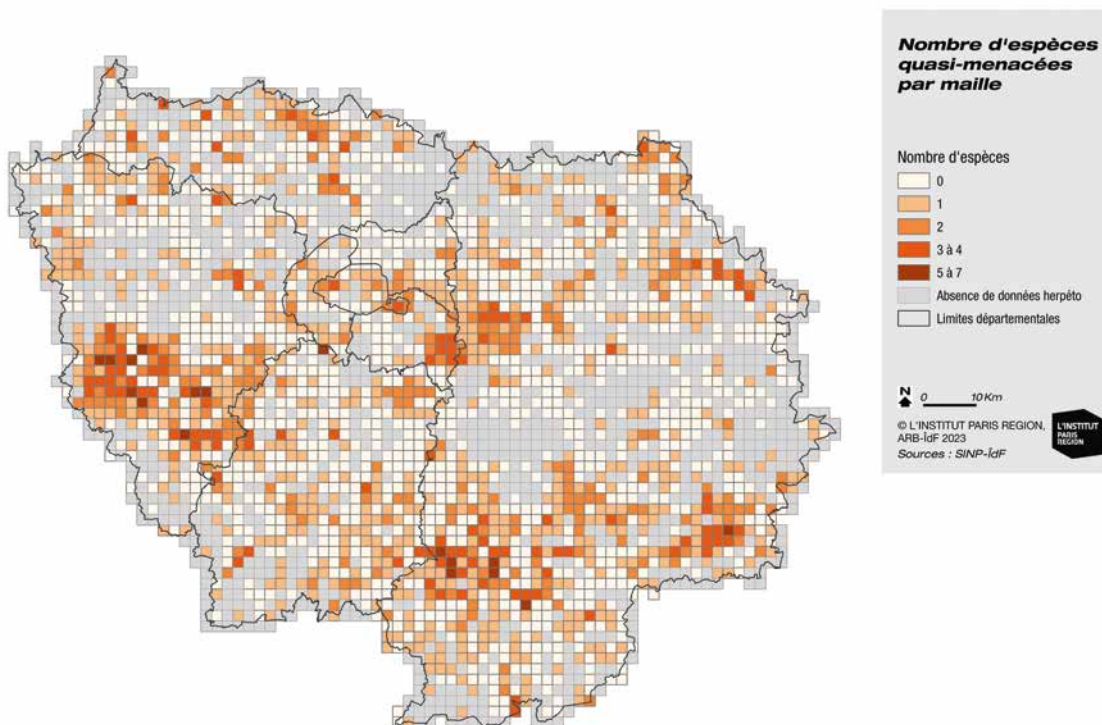 Nombre d'espèces
quasi-menacées
par maille
Nombre d'espèces
0
1
2
3 à 4
5 à 7
Absence de données herpéto
Limites départementales
N
0 10 Km
© L'INSTITUT PARIS REGION,
ARB-îdF 2023
Sources : SINP-îdF
L'INSTITUT
PARIS
REGION